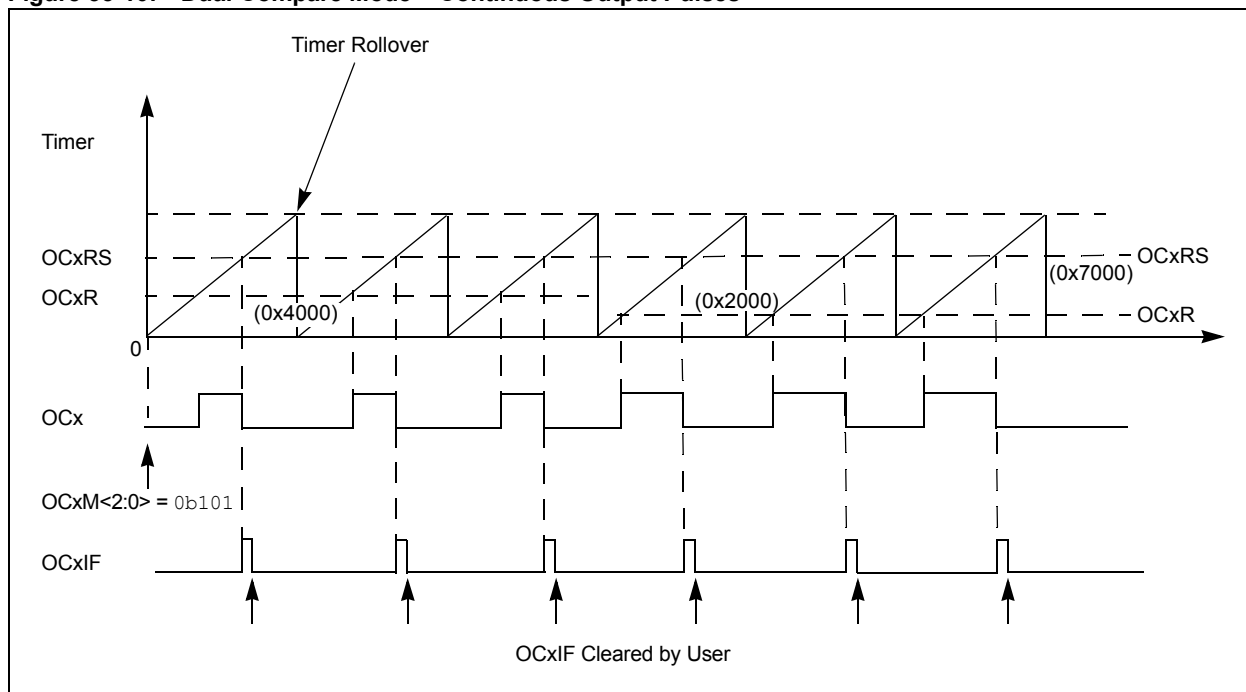 Timer Rollover
Timer
OCxRS
OCxRS
(0x7000)
OCxR
(0x4000)
(0x2000)
OCxR
0
OCx
OCxM<2:0> = 0b101
OCxIF
OCxIF Cleared by User